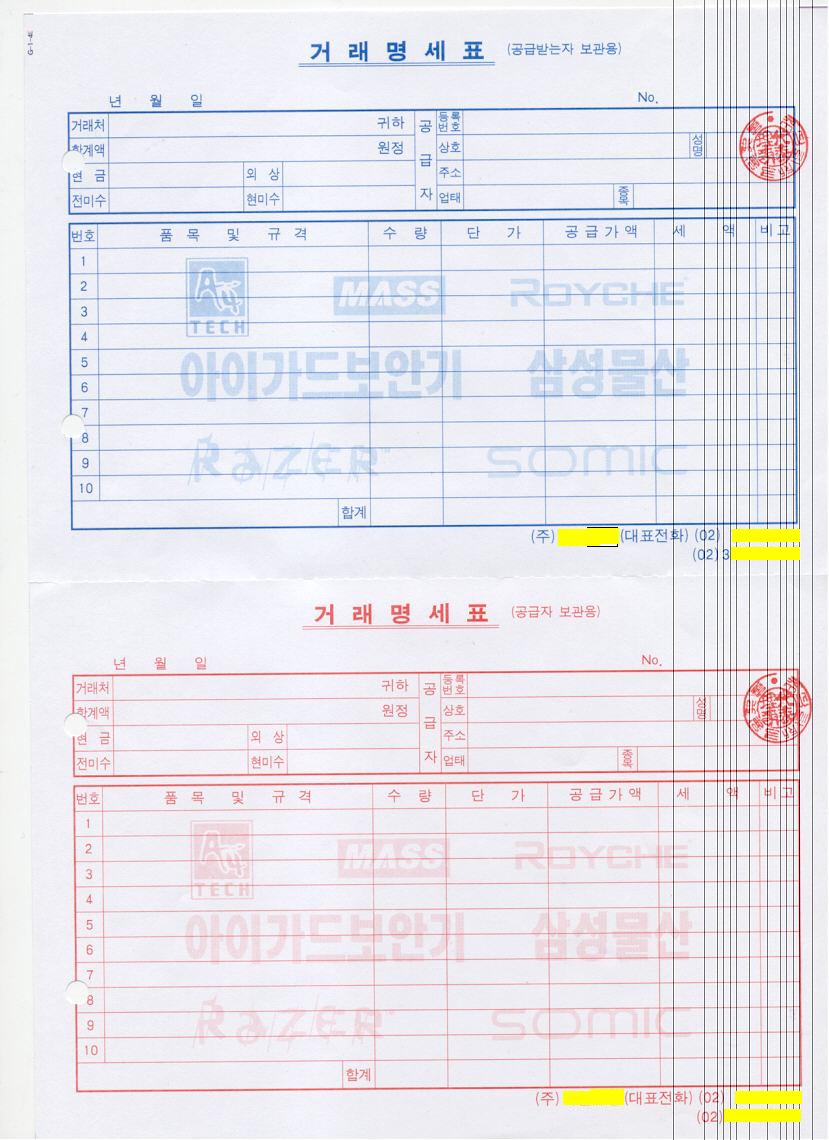 거래명세표 (공급받는자 보관용)
년 월 일 No.
거래처 귀하 공급자 등록번호
합계액 원정 상호 성명
현 금 외 상 주소
전미수 현미수 업태 종목
번호 품 목 및 규 격 수 량 단 가 공급가액 세 액 비고
1
2
3
4
5
6
7
8
9
10
A4 TECH MASS ROYCHE
아이가드보안기 삼성물산
RAZER SOMIC
합계
(주) (대표전화) (02)
(02) 3
거래명세표 (공급자 보관용)
년 월 일 No.
거래처 귀하 공급자 등록번호
합계액 원정 상호 성명
현 금 외 상 주소
전미수 현미수 업태 종목
번호 품 목 및 규 격 수 량 단 가 공급가액 세 액 비고
1
2
3
4
5
6
7
8
9
10
A4 TECH MASS ROYCHE
아이가드보안기 삼성물산
RAZER SOMIC
합계
(주) (대표전화) (02)
(02)